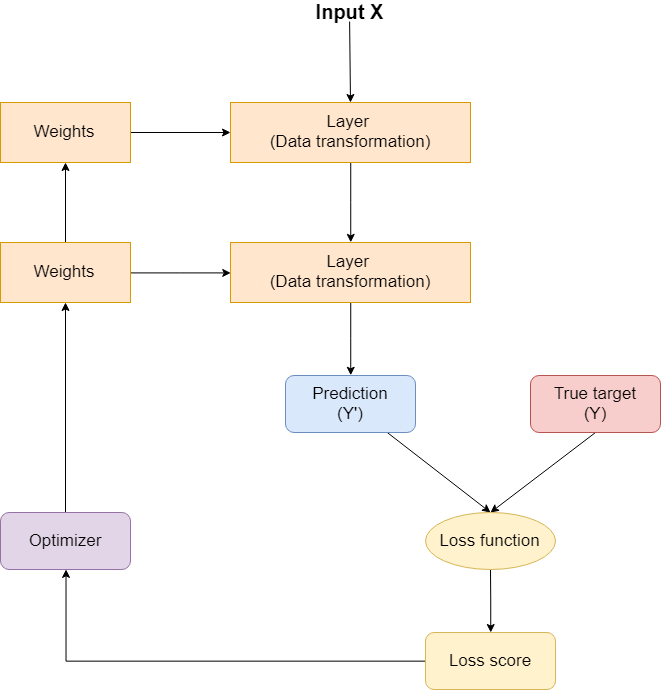 Input X
Weights
Layer
(Data transformation)
Weights
Layer
(Data transformation)
Prediction
(Y')
True target
(Y)
Optimizer
Loss function
Loss score